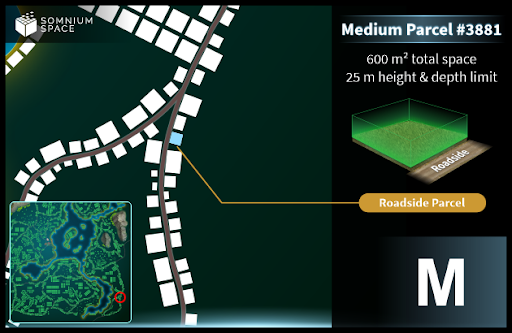 SOMNIUM
SPACE
Medium Parcel #3881
600 m² total space
25 m height & depth limit
Roadside
Roadside Parcel
M